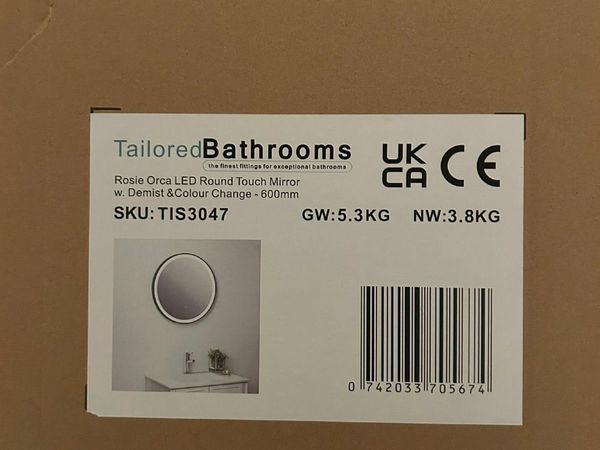 TailoredBathrooms
the finest fittings for exceptional bathrooms
UK
CA CE
Rosie Orca LED Round Touch Mirror
w. Demist &Colour Change - 600mm
SKU: TIS3047 GW:5.3KG NW:3.8KG
0 742033 705674